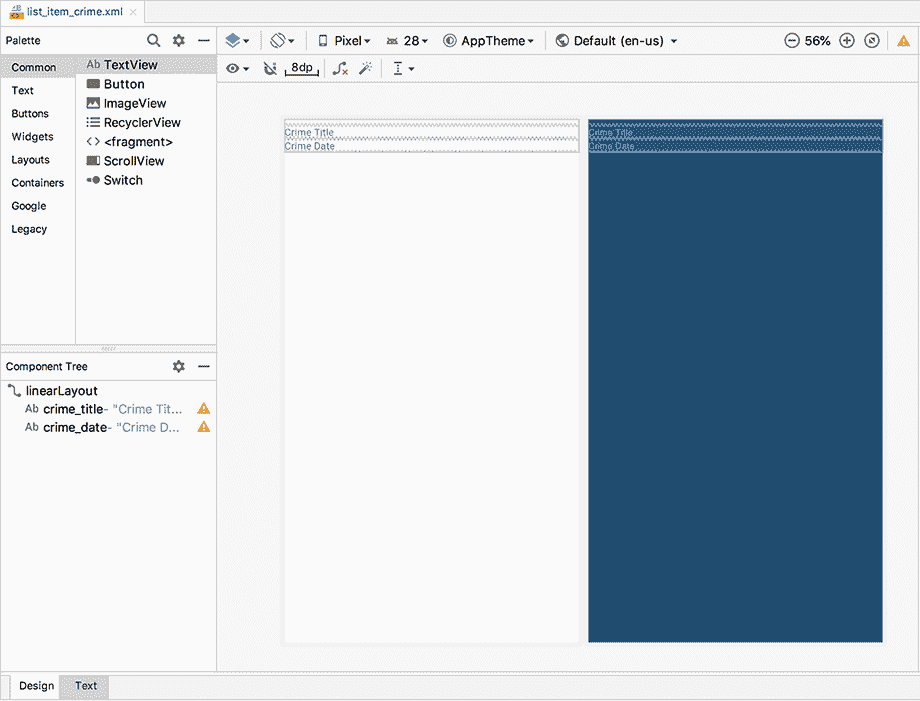 list_item_crime.xml
Palette
Pixel 28 AppTheme Default (en-us) 56%
8dp
Common
Text
Buttons
Widgets
Layouts
Containers
Google
Legacy
Ab TextView
Button
ImageView
RecyclerView
<fragment>
ScrollView
Switch
Crime Title
Crime Date
Crime Title
Crime Date
Component Tree
linearLayout
Ab crime_title- "Crime Tit...
Ab crime_date- "Crime D...
Design Text